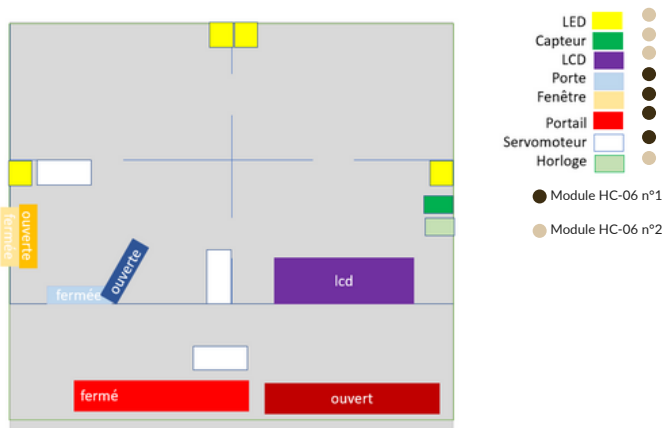 LED
Capteur
LCD
Porte
Fenêtre
Portail
Servomoteur
Horloge
Module HC-06 n°1
Module HC-06 n°2
fermée
ouverte
fermée
ouverte
lcd
fermé
ouvert